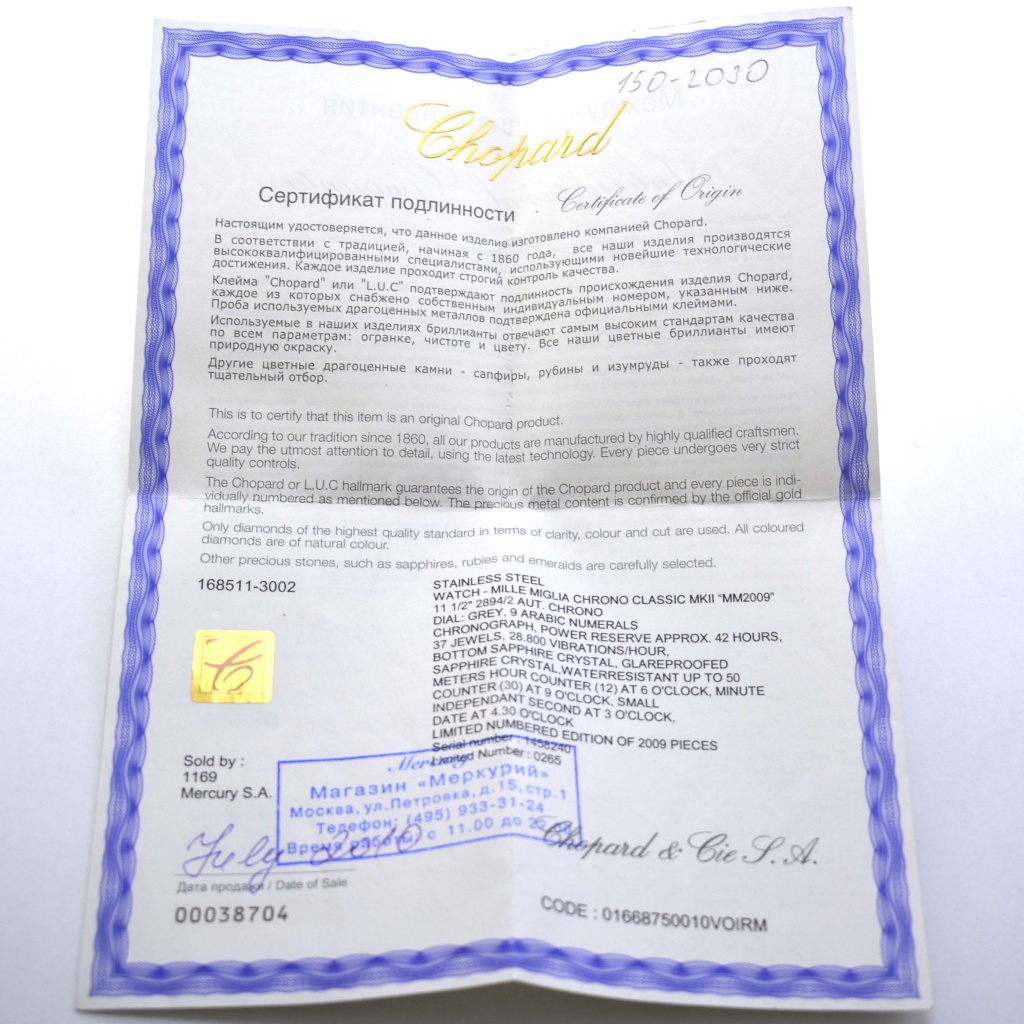 150-2030
Chopard
Сертификат подлинности
Certificate of Origin
Настоящим удостоверяется, что данное изделие изготовлено компанией Chopard.
В соответствии с традицией, начиная с 1860 года, все наши изделия производятся
высококвалифицированными специалистами, использующими новейшие технологические
достижения. Каждое изделие проходит строгий контроль качества.
Клейма "Chopard" или "L.U.C" подтверждают подлинность происхождения изделия Chopard,
каждое из которых снабжено собственным индивидуальным номером, указанным ниже.
Проба используемых драгоценных металлов подтверждена официальными клеймами.
Используемые в наших изделиях бриллианты отвечают самым высоким стандартам качества
по всем параметрам: огранке, чистоте и цвету. Все наши цветные бриллианты имеют
природную окраску.
Другие цветные драгоценные камни - сапфиры, рубины и изумруды - также проходят
тщательный отбор.
This is to certify that this item is an original Chopard product.
According to our tradition since 1860, all our products are manufactured by highly qualified craftsmen.
We pay the utmost attention to detail, using the latest technology. Every piece undergoes very strict
quality controls.
The Chopard or L.U.C hallmark guarantees the origin of the Chopard product and every piece is indi-
vidually numbered as mentioned below. The precious metal content is confirmed by the official gold
hallmarks.
Only diamonds of the highest quality standard in terms of clarity, colour and cut are used. All coloured
diamonds are of natural colour.
Other precious stones, such as sapphires, rubies and emeralds are carefully selected.
168511-3002
STAINLESS STEEL
WATCH - MILLE MIGLIA CHRONO CLASSIC MKII "MM2009"
11 1/2" 2894/2 AUT. CHRONO
DIAL: GREY, 9 ARABIC NUMERALS
CHRONOGRAPH, POWER RESERVE APPROX. 42 HOURS,
37 JEWELS, 28.800 VIBRATIONS/HOUR,
BOTTOM SAPPHIRE CRYSTAL, GLAREPROOFED
SAPPHIRE CRYSTAL,WATERRESISTANT UP TO 50
METERS HOUR COUNTER (12) AT 6 O'CLOCK, MINUTE
COUNTER (30) AT 9 O'CLOCK, SMALL
INDEPENDANT SECOND AT 3 O'CLOCK,
DATE AT 4.30 O'CLOCK
LIMITED NUMBERED EDITION OF 2009 PIECES
Serial number : 1458240
Limited Number : 0265
Sold by :
1169
Mercury S.A.
Mercury
Магазин «Меркурий»
Москва, ул.Петровка, д.15, стр.1
Телефон: (495) 933-31-24
Время работы с 11.00 до
July 2010
Chopard & Cie S.A.
Дата продажи / Date of Sale
00038704
CODE : 01668750010VOIRM